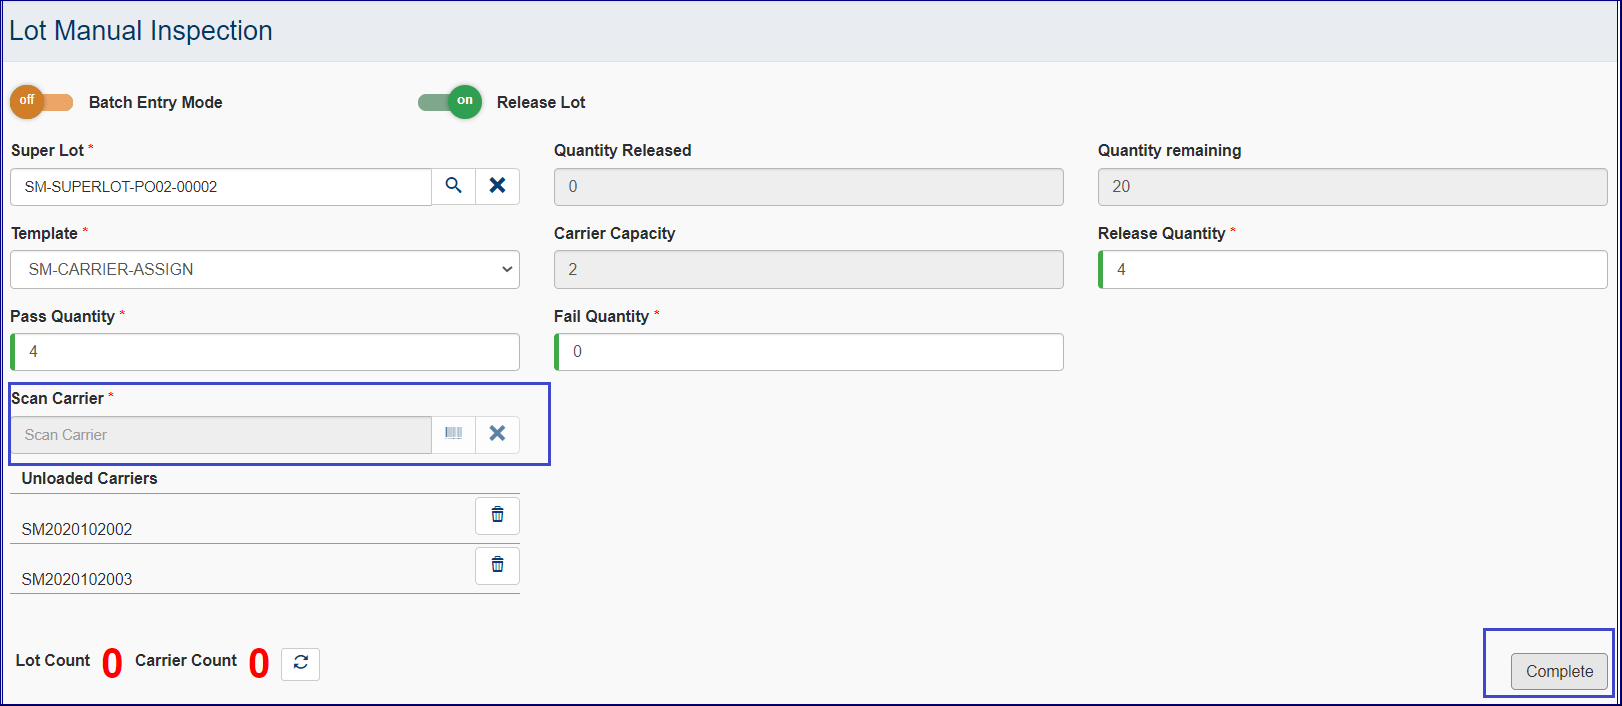 Lot Manual Inspection
off Batch Entry Mode on Release Lot
Super Lot * Quantity Released Quantity remaining
SM-SUPERLOT-PO02-00002 0 20
Template * Carrier Capacity Release Quantity *
SM-CARRIER-ASSIGN 2 4
Pass Quantity * Fail Quantity *
4 0
Scan Carrier *
Scan Carrier
Unloaded Carriers
SM2020102002
SM2020102003
Lot Count 0 Carrier Count 0 Complete